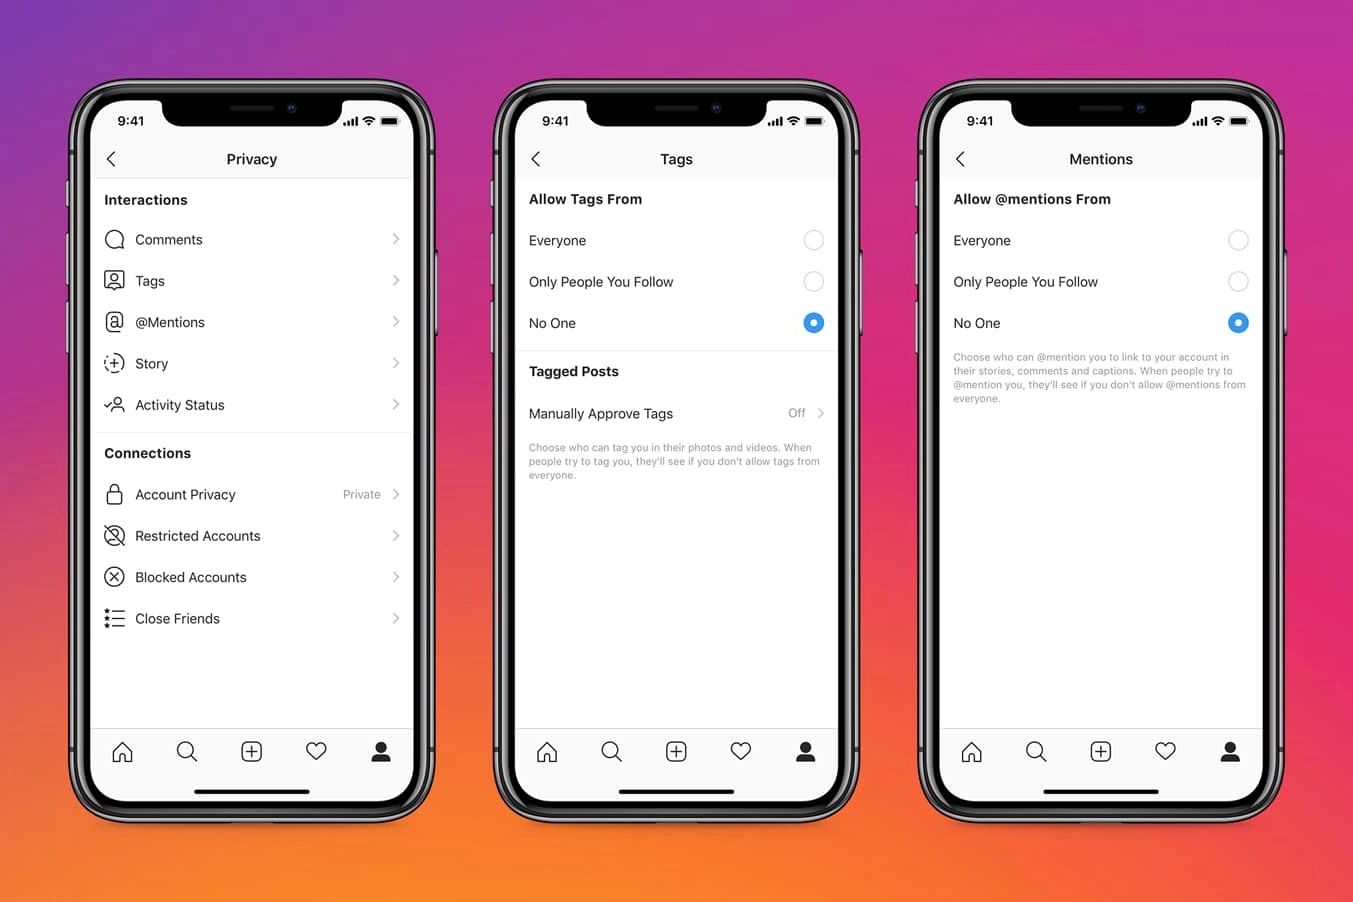 9:41
Privacy
Interactions
Comments
Tags
@Mentions
Story
Activity Status
Connections
Account Privacy Private
Restricted Accounts
Blocked Accounts
Close Friends
9:41
Tags
Allow Tags From
Everyone
Only People You Follow
No One
Tagged Posts
Manually Approve Tags Off
Choose who can tag you in their photos and videos. When
people try to tag you, they'll see if you don't allow tags from
everyone.
9:41
Mentions
Allow @mentions From
Everyone
Only People You Follow
No One
Choose who can @mention you to link to your account in
their stories, comments and captions. When people try to
@mention you, they'll see if you don't allow @mentions from
everyone.